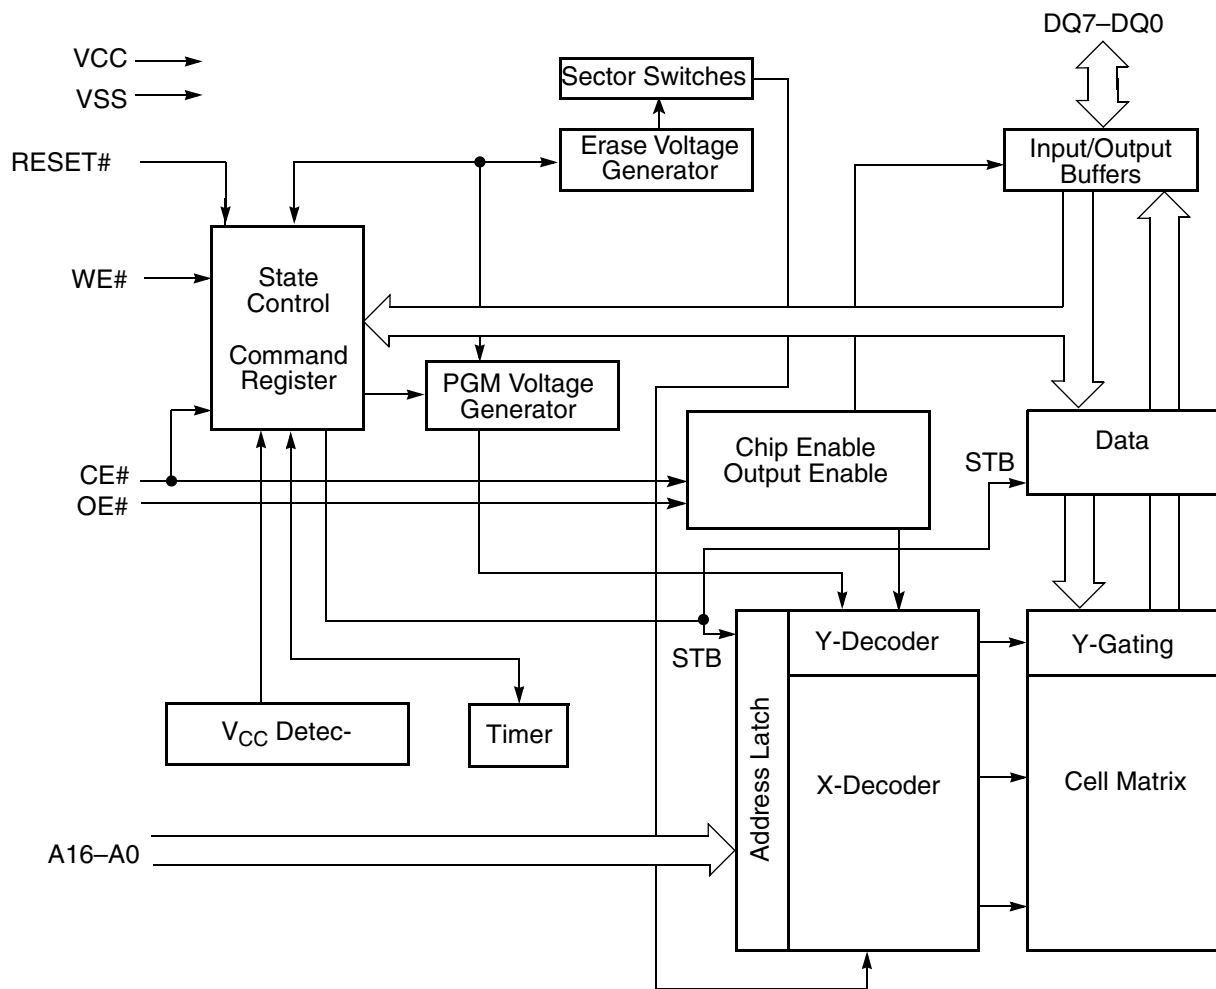 DQ7–DQ0
VCC
VSS
Sector Switches
RESET#
Erase Voltage
Generator
Input/Output
Buffers
WE#
State
Control
Command
Register
PGM Voltage
Generator
CE#
OE#
Chip Enable
Output Enable
STB
Data
STB
Y-Decoder
Y-Gating
VCC Detec-
Timer
Address Latch
X-Decoder
Cell Matrix
A16–A0